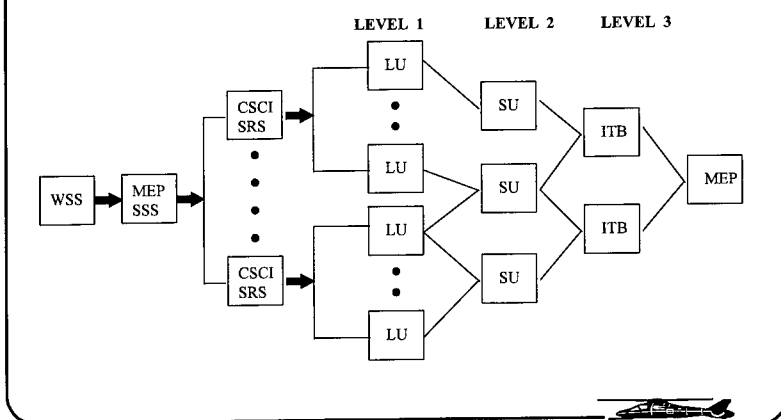 LEVEL 1
LEVEL 2
LEVEL 3
WSS
MEP
SSS
CSCI
SRS
CSCI
SRS
LU
LU
LU
LU
SU
SU
SU
ITB
ITB
MEP